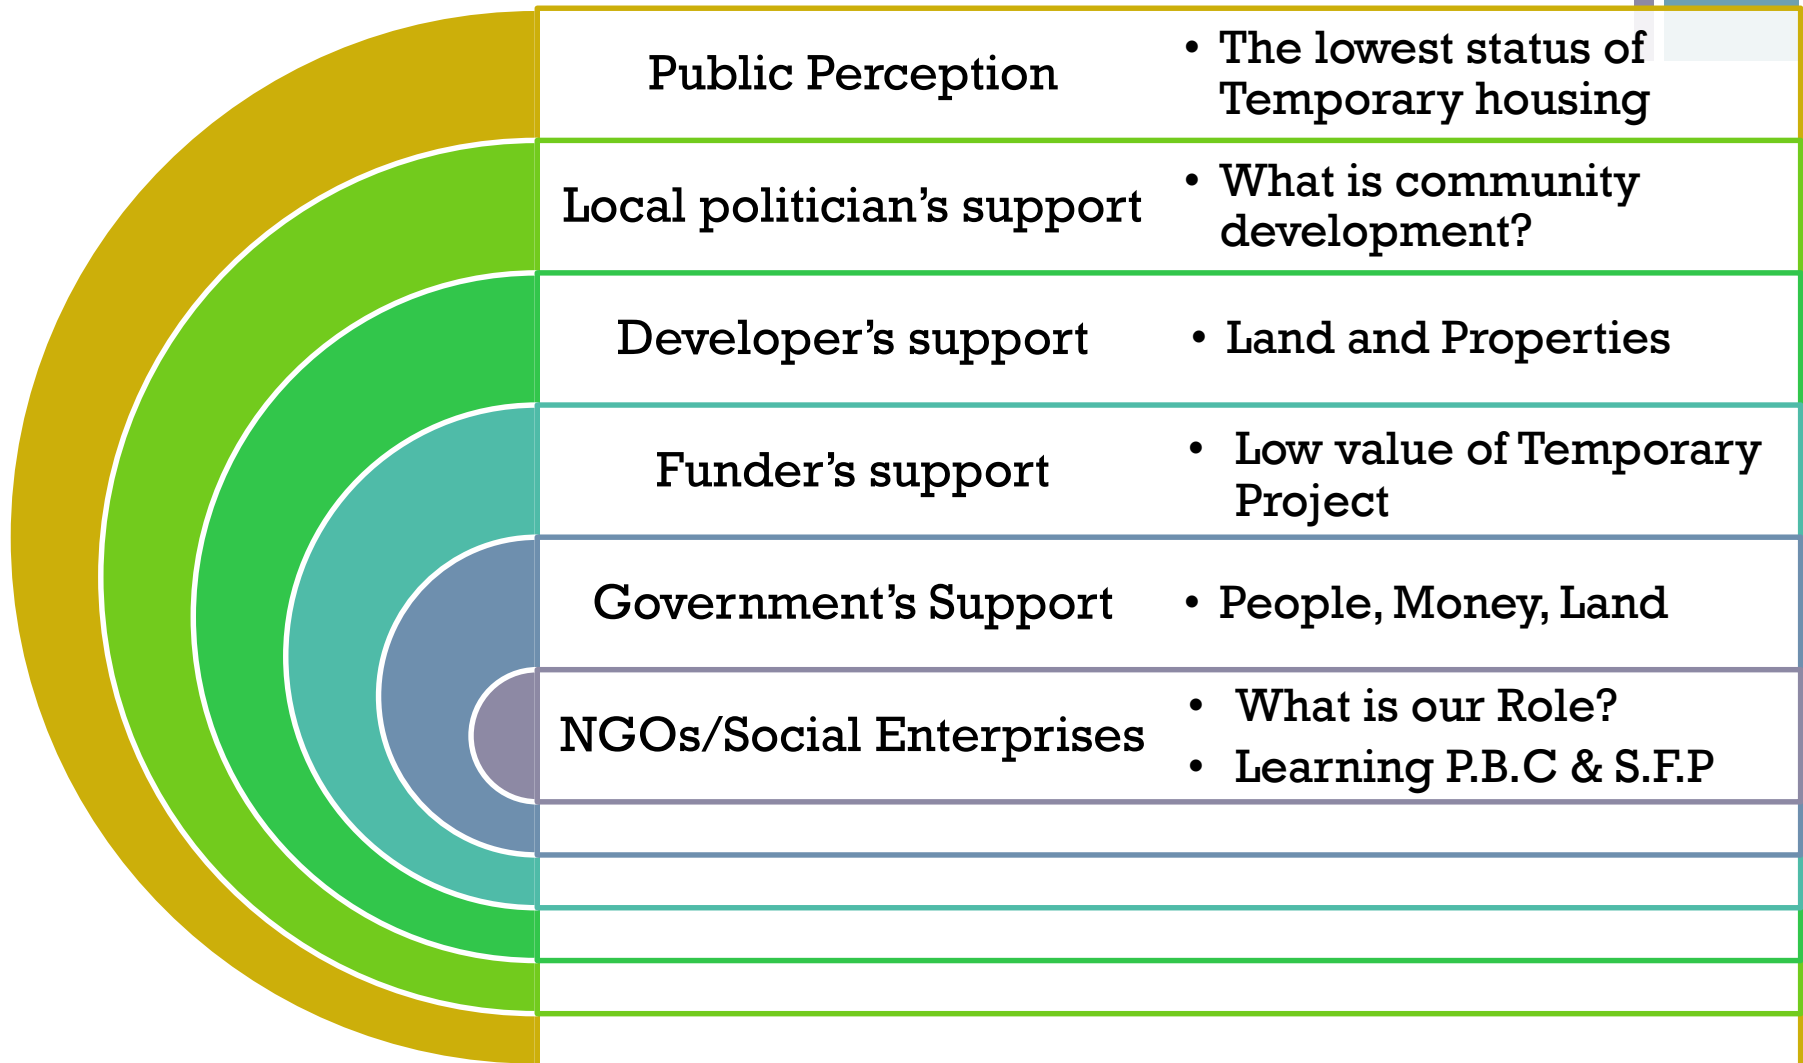 Public Perception
• The lowest status of
Temporary housing
Local politician’s support
• What is community
development?
Developer’s support
• Land and Properties
Funder’s support
• Low value of Temporary
Project
Government’s Support
• People, Money, Land
NGOs/Social Enterprises
• What is our Role?
• Learning P.B.C & S.F.P